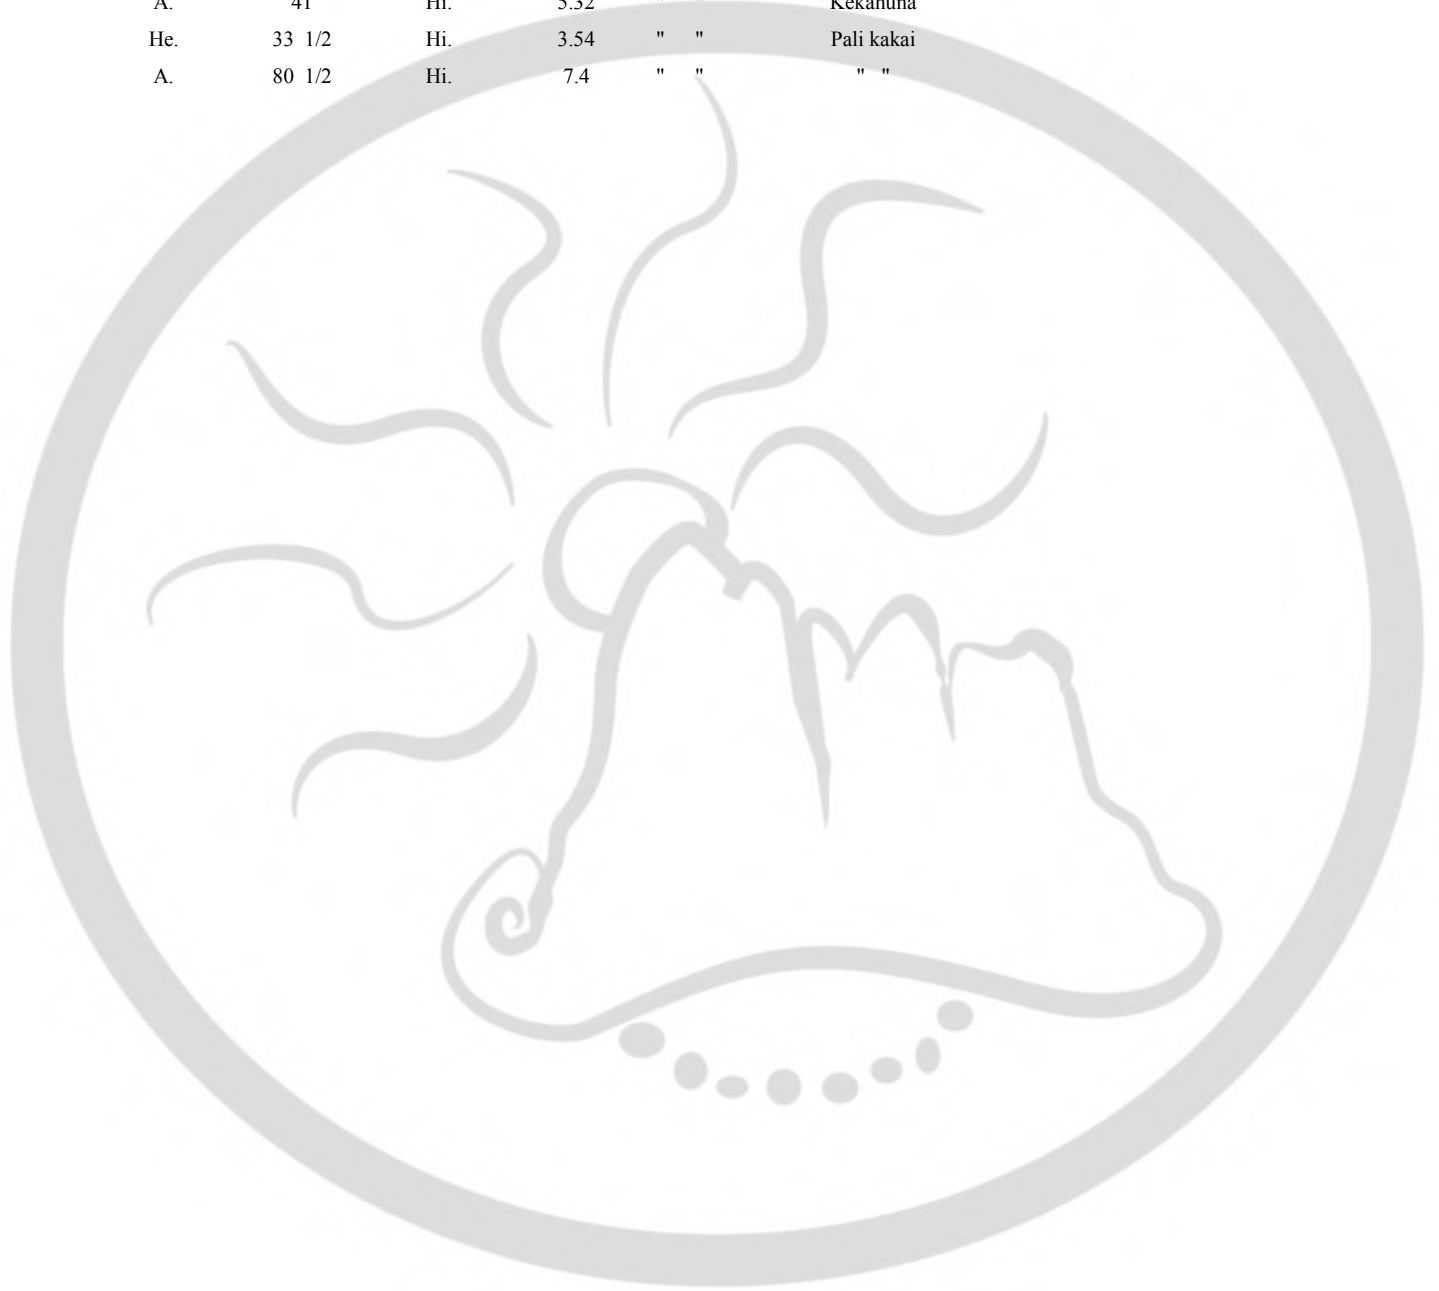 A. 41 Hi. 5.32 " " Kekahuna
He. 33 1/2 Hi. 3.54 " " Pali kakai
A. 80 1/2 Hi. 7.4 " " " "